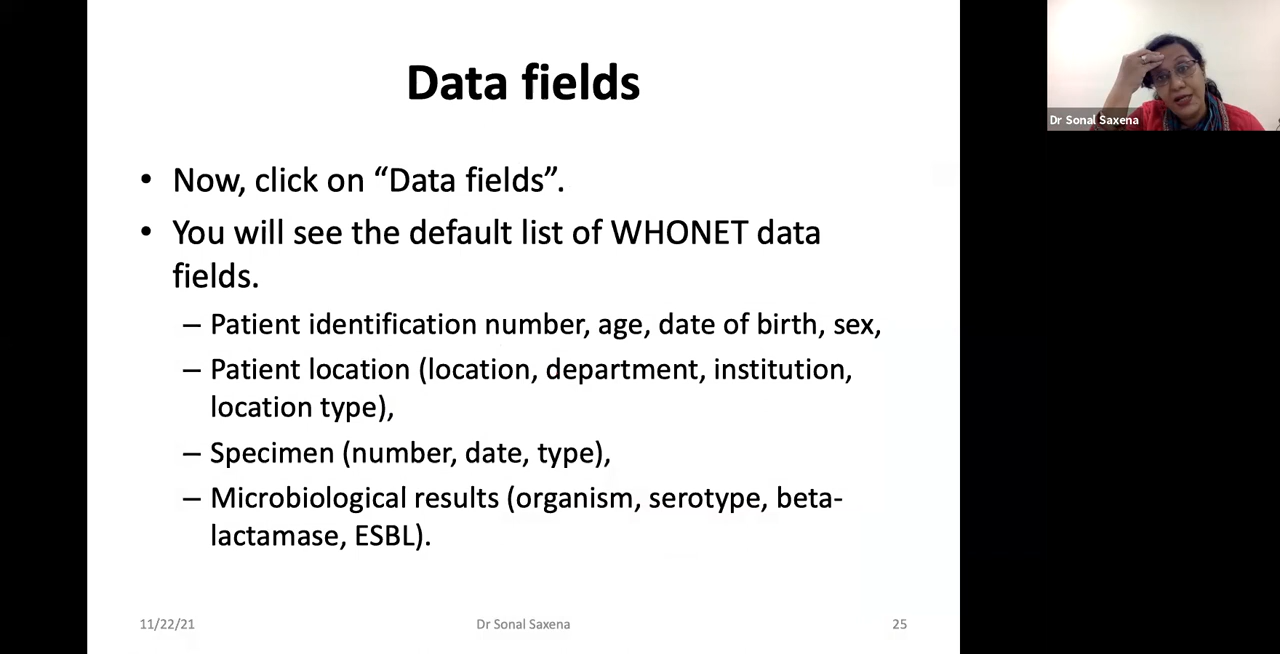 Data fields
• Now, click on “Data fields”.
• You will see the default list of WHONET data
fields.
– Patient identification number, age, date of birth, sex,
– Patient location (location, department, institution,
location type),
– Specimen (number, date, type),
– Microbiological results (organism, serotype, beta-
lactamase, ESBL).
11/22/21
Dr Sonal Saxena
25
Dr Sonal Saxena